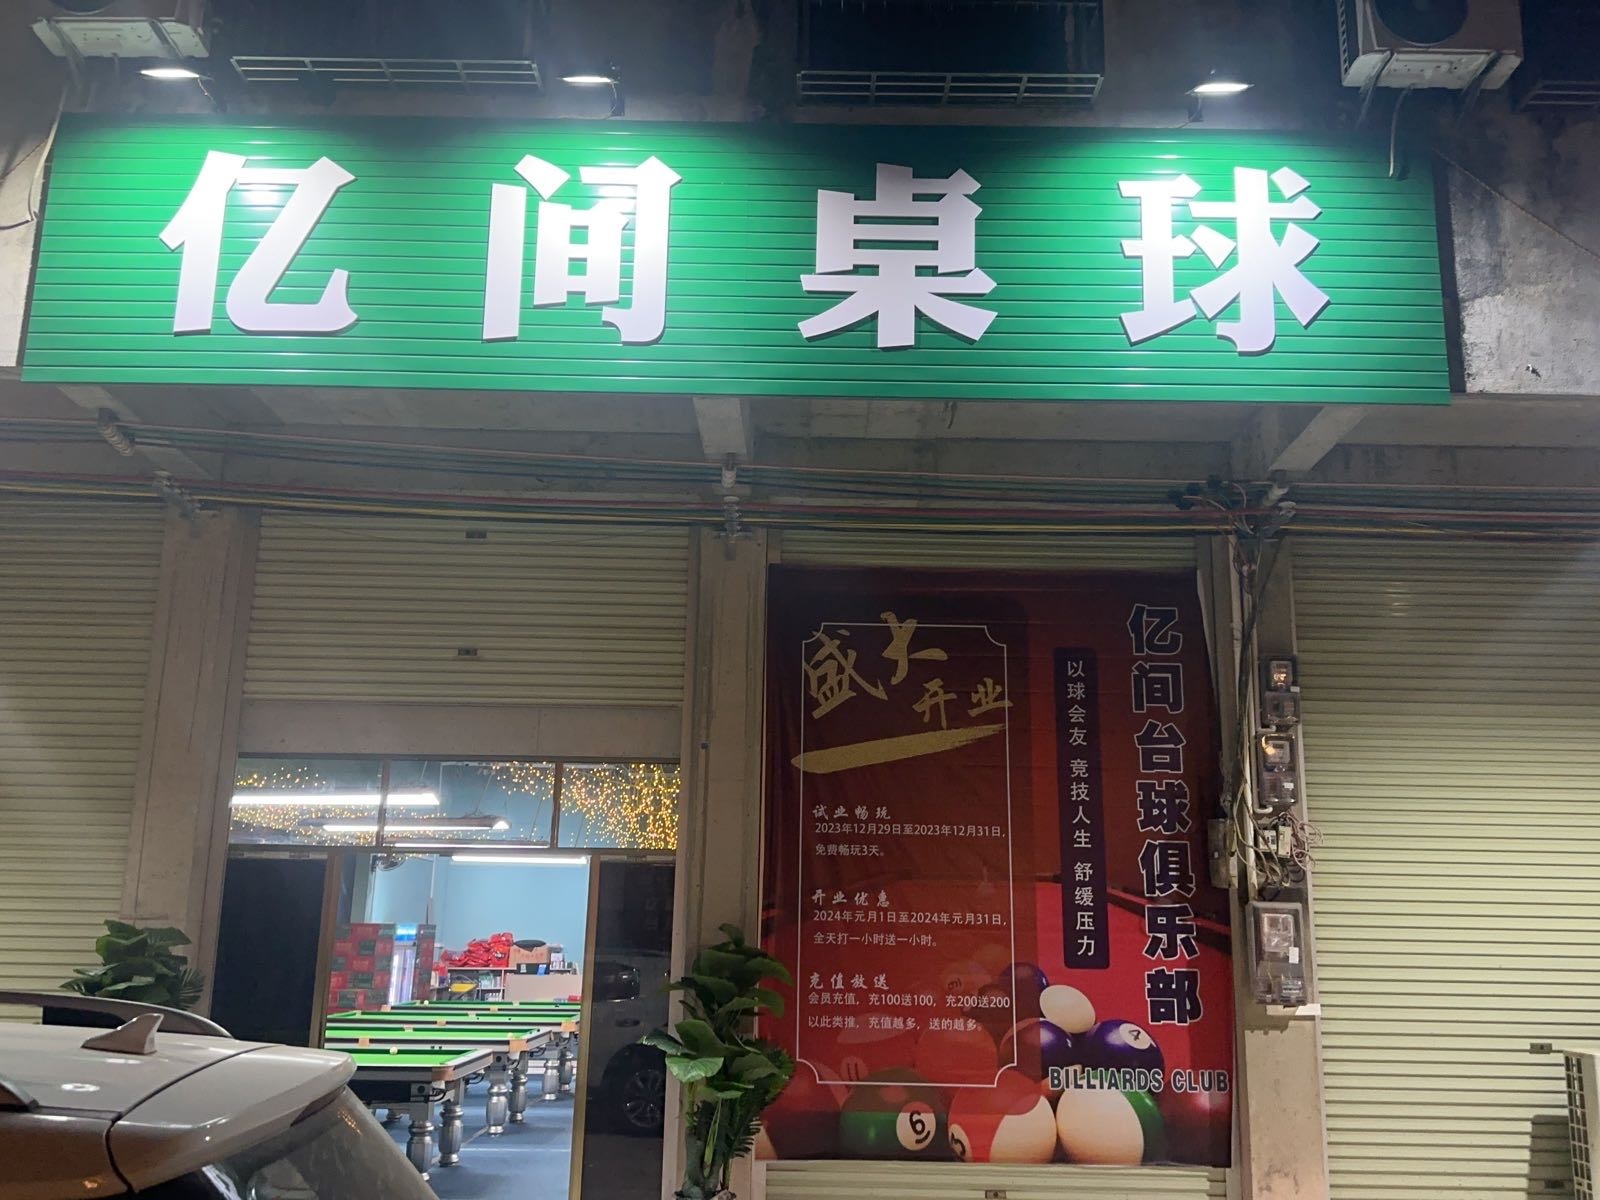 亿间桌球
盛大
开业
试业畅玩
2023年12月29日至2023年12月31日，
免费畅玩3天。
开业优惠
2024年元月1日至2024年元月31日，
全天打一小时送一小时。
充值放送
会员充值，充100送100，充200送200
以此类推，充值越多，送的越多。
以球会友 竞技人生 舒缓压力
亿间台球俱乐部
BILLIARDS CLUB
4
11
6